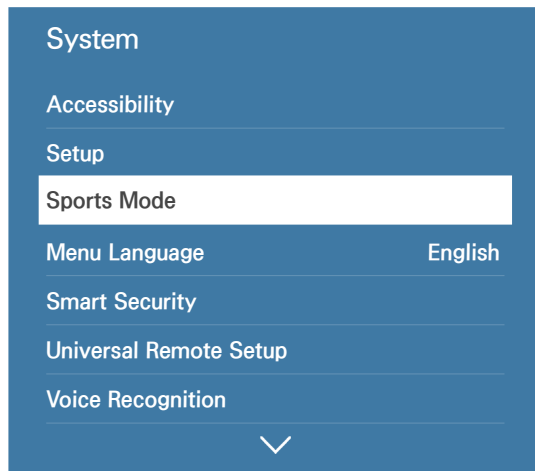 System
Accessibility
Setup
Sports Mode
Menu Language English
Smart Security
Universal Remote Setup
Voice Recognition